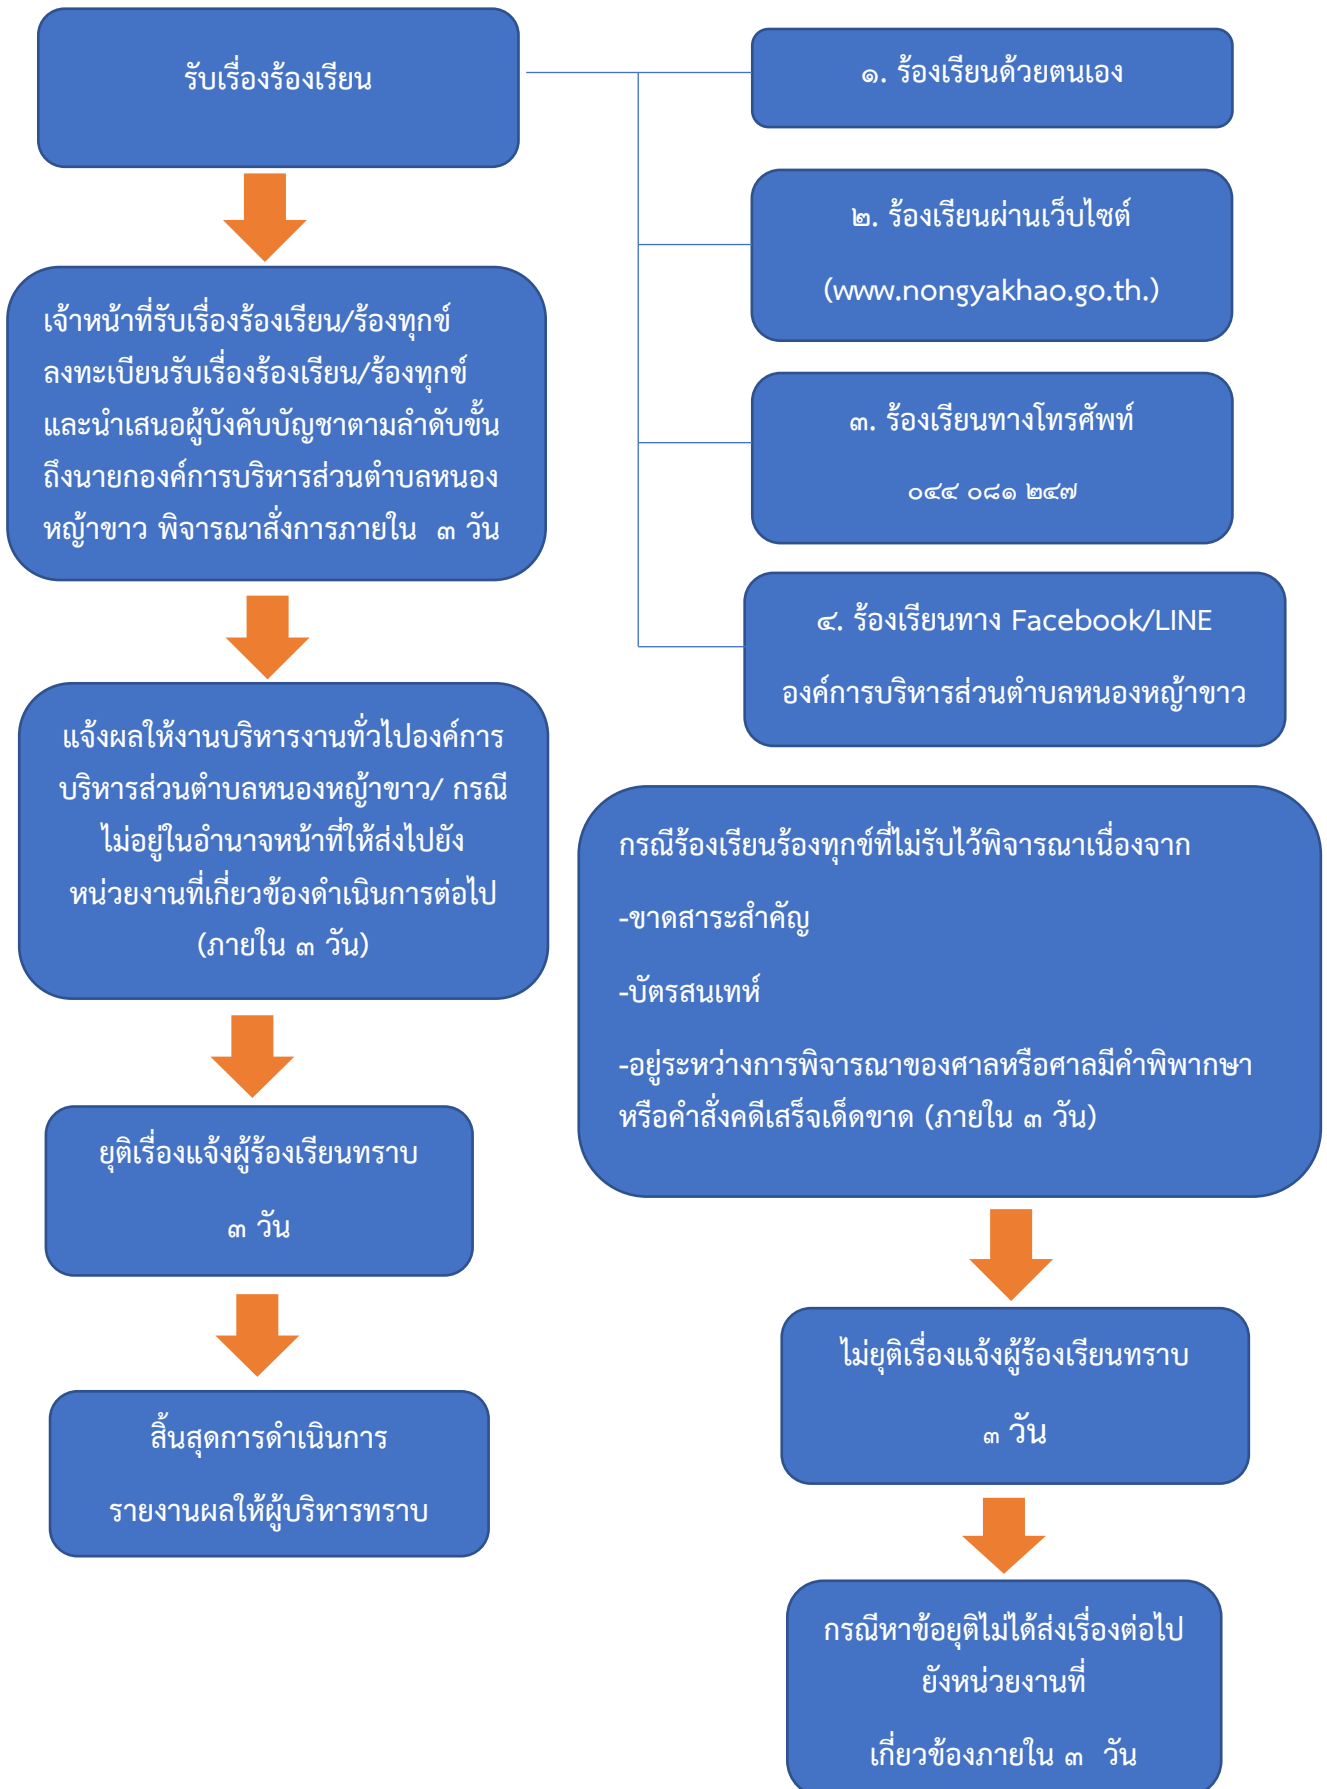 รับเรื่องร้องเรียน
๑. ร้องเรียนด้วยตนเอง
๒. ร้องเรียนผ่านเว็บไซต์
(www.nongyakhao.go.th.)
๓. ร้องเรียนทางโทรศัพท์
๐๔๔ ๐๘๑ ๒๔๗
๔. ร้องเรียนทาง Facebook/LINE
องค์การบริหารส่วนตำบลหนองหญ้าขาว
เจ้าหน้าที่รับเรื่องร้องเรียน/ร้องทุกข์
ลงทะเบียนรับเรื่องร้องเรียน/ร้องทุกข์
และนำเสนอผู้บังคับบัญชาตามลำดับขั้น
ถึงนายกองค์การบริหารส่วนตำบลหนอง
หญ้าขาว พิจารณาสั่งการภายใน ๓ วัน
แจ้งผลให้งานบริหารงานทั่วไปองค์การ
บริหารส่วนตำบลหนองหญ้าขาว/ กรณี
ไม่อยู่ในอำนาจหน้าที่ให้ส่งไปยัง
หน่วยงานที่เกี่ยวข้องดำเนินการต่อไป
(ภายใน ๓ วัน)
ยุติเรื่องแจ้งผู้ร้องเรียนทราบ
๓ วัน
สิ้นสุดการดำเนินการ
รายงานผลให้ผู้บริหารทราบ
กรณีร้องเรียนร้องทุกข์ที่ไม่รับไว้พิจารณาเนื่องจาก
-ขาดสาระสำคัญ
-บัตรสนเทห์
-อยู่ระหว่างการพิจารณาของศาลหรือศาลมีคำพิพากษา
หรือคำสั่งคดีเสร็จเด็ดขาด (ภายใน ๓ วัน)
ไม่ยุติเรื่องแจ้งผู้ร้องเรียนทราบ
๓ วัน
กรณีหาข้อยุติไม่ได้ส่งเรื่องต่อไป
ยังหน่วยงานที่
เกี่ยวข้องภายใน ๓ วัน